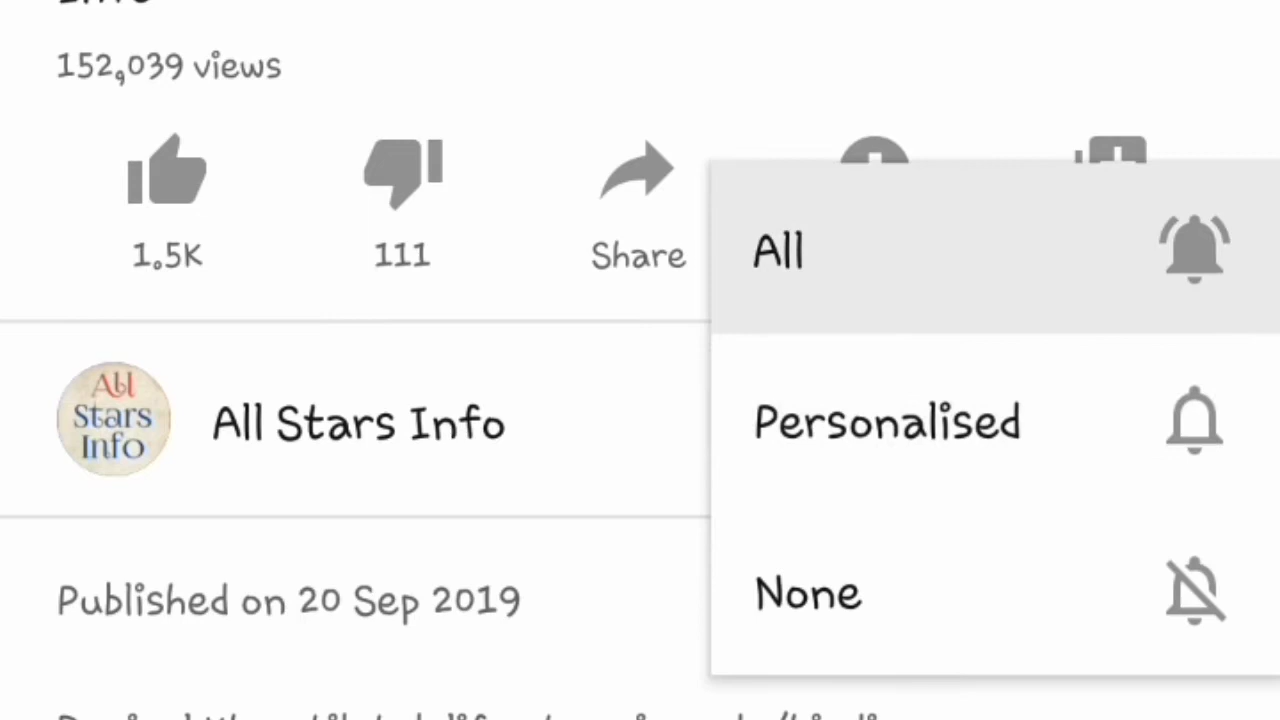 Info
152,039 views
1.5K
111
Share
All
Personalised
None
All
Stars
Info
All Stars Info
Published on 20 Sep 2019